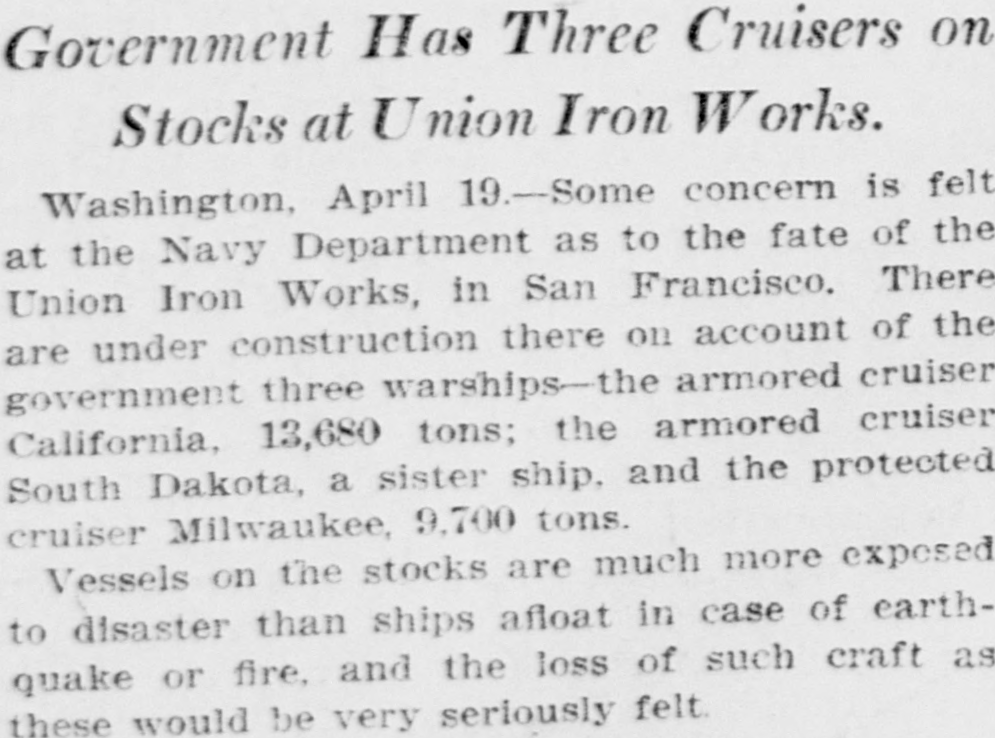 Government Has Three Cruisers on
Stocks at Union Iron Works.
Washington, April 19.—Some concern is felt
at the Navy Department as to the fate of the
Union Iron Works, in San Francisco. There
are under construction there on account of the
government three warships—the armored cruiser
California, 13,680 tons; the armored cruiser
South Dakota, a sister ship, and the protected
cruiser Milwaukee, 9,700 tons.
Vessels on the stocks are much more exposed
to disaster than ships afloat in case of earth-
quake or fire, and the loss of such craft as
these would be very seriously felt.